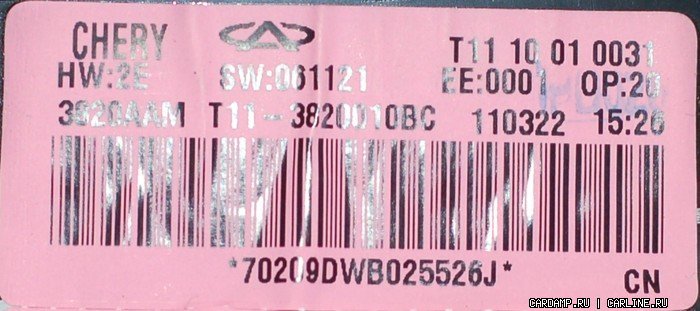 CHERY T11 10 01 0031
HW:2E SW:061121 EE:0001 OP:20
3820AAM T11-3820010BC 110322 15:26
*70209DWB025526J*
CN
CARDAMP.RU | CARLINE.RU